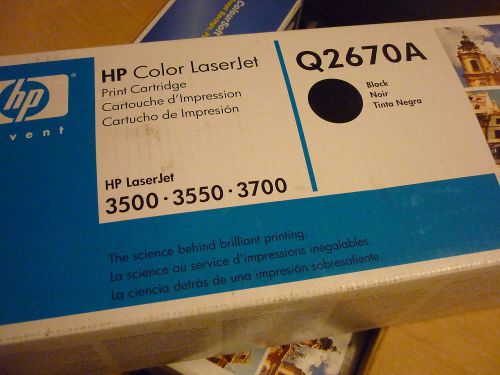 ColourSoft
hp
invent
HP Color LaserJet
Print Cartridge
Cartouche d'Impression
Cartucho de Impresión
HP LaserJet
3500 · 3550 · 3700
Q2670A
Black
Noir
Tinta Negra
The science behind brilliant printing.
La science au service d'impressions inégalables.
La ciencia detrás de una impresión sobresaliente.